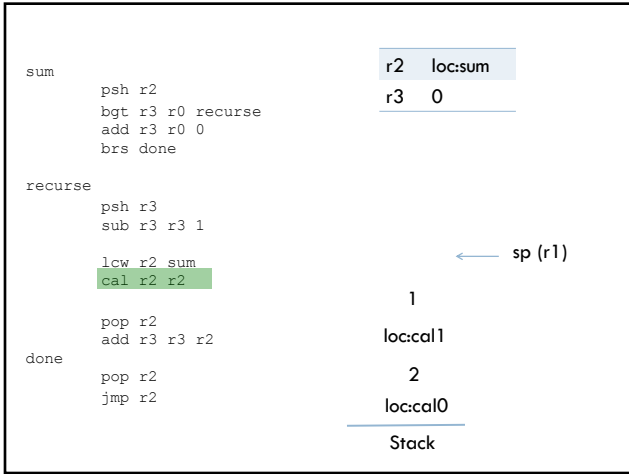 sum
psh r2
bgt r3 r0 recurse
add r3 r0 0
brs done
recurse
psh r3
sub r3 r3 1
lcw r2 sum
cal r2 r2
pop r2
add r3 r3 r2
done
pop r2
jmp r2
r2 loc:sum
r3 0
sp (r1)
1
loc:cal1
2
loc:cal0
Stack